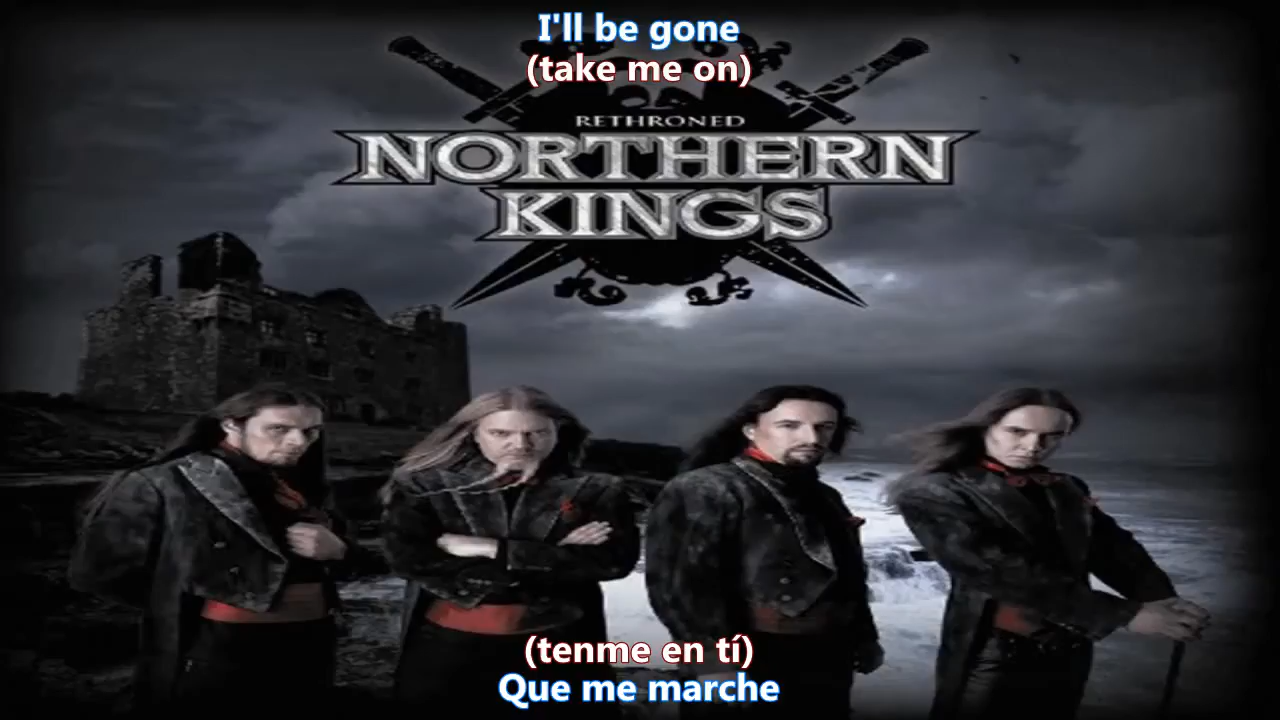 I'll be gone
(take me on)
RETHRONED
NORTHERN
KINGS
(tenme en tí)
Que me marche